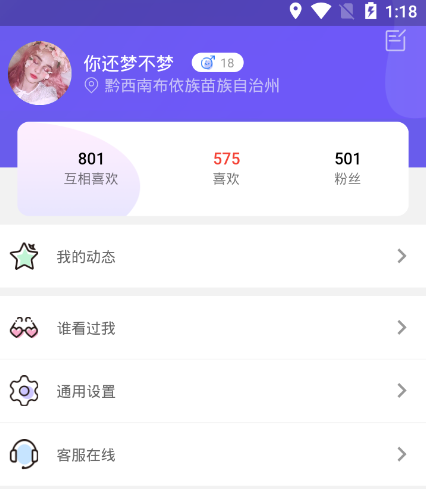 1:18
你还梦不梦 18
黔西南布依族苗族自治州
801 575 501
互相喜欢 喜欢 粉丝
我的动态
谁看过我
通用设置
客服在线